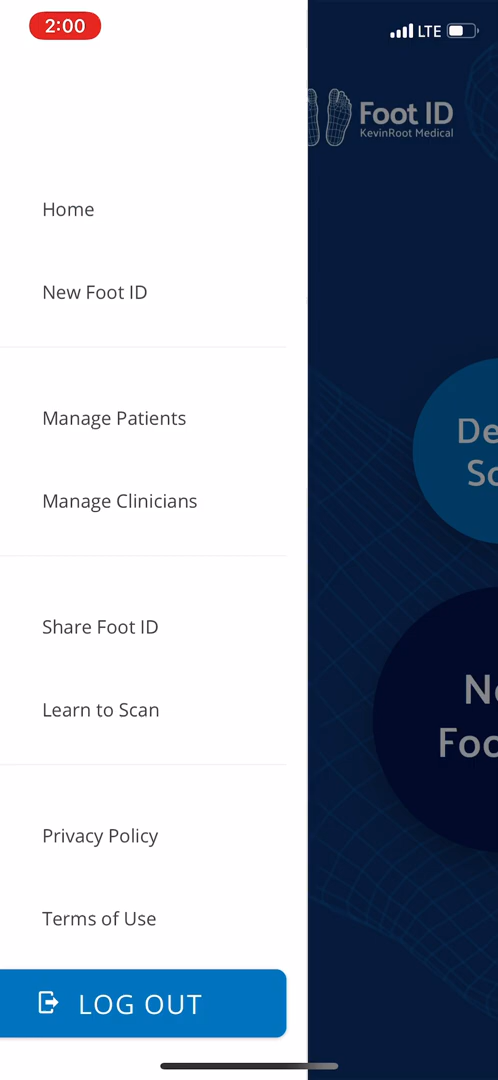 2:00
LTE
Foot ID
KevinRoot Medical
Home
New Foot ID
Manage Patients
Manage Clinicians
Share Foot ID
Learn to Scan
Privacy Policy
Terms of Use
LOG OUT